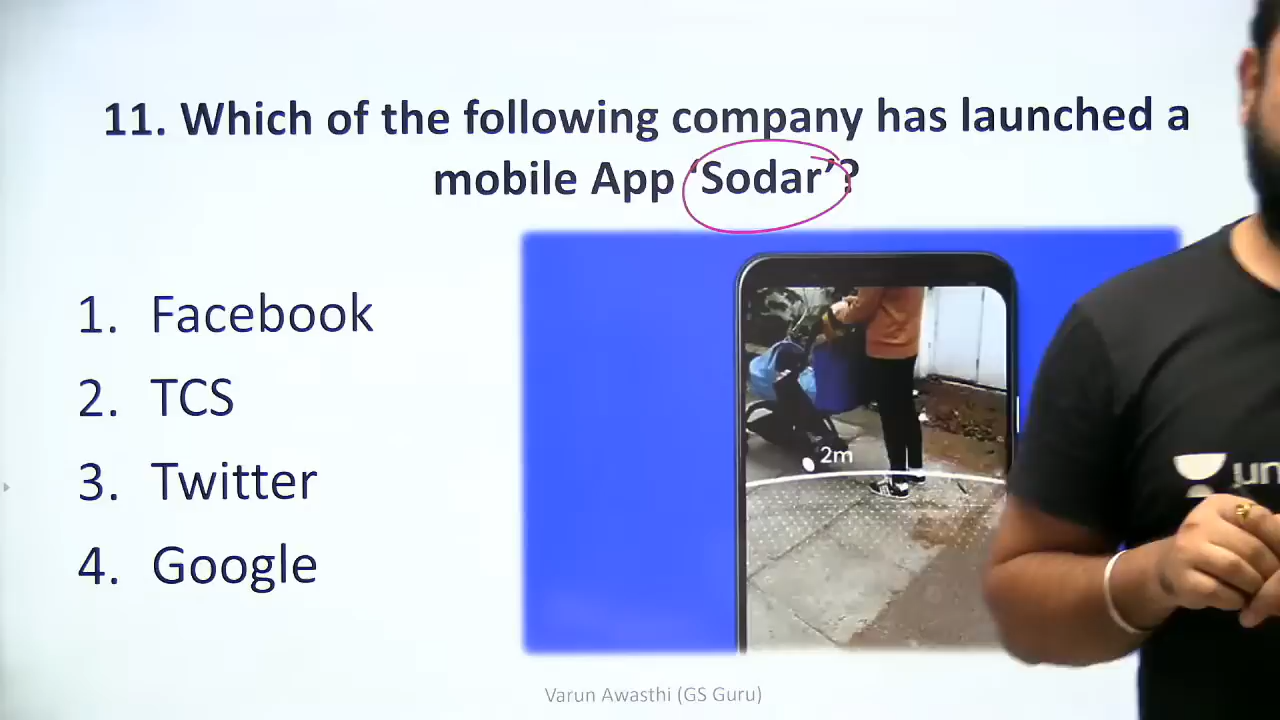 11. Which of the following company has launched a
mobile App ‘Sodar’?
1. Facebook
2. TCS
3. Twitter
4. Google
2m
un
Varun Awasthi (GS Guru)